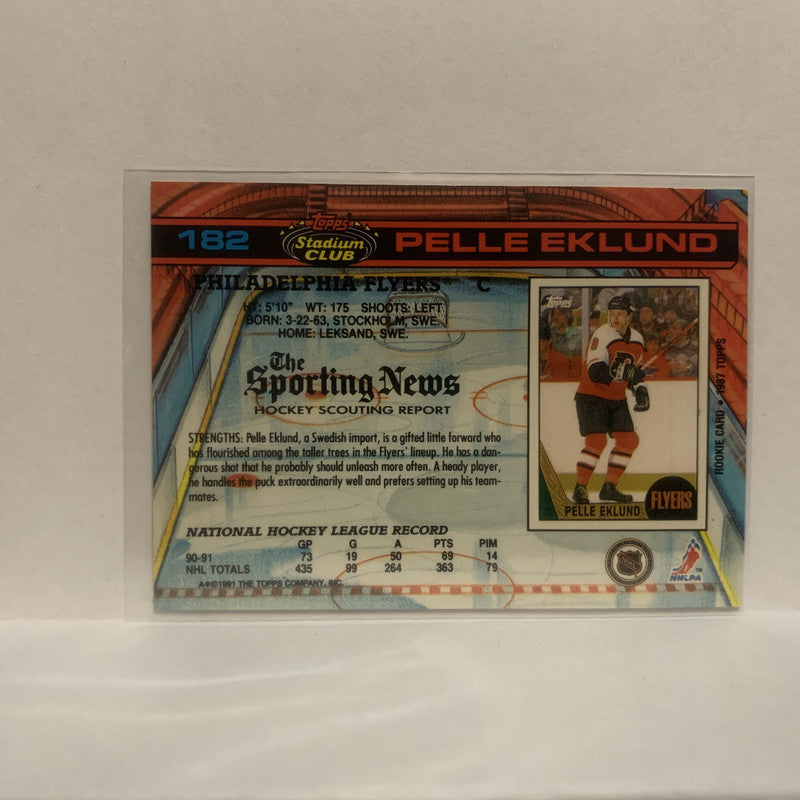 182
Topps
Stadium
CLUB
PELLE EKLUND
PHILADELPHIA FLYERS® C
HT: 5'10" WT: 175 SHOOTS: LEFT
BORN: 3-22-63, STOCKHOLM, SWE.
HOME: LEKSAND, SWE.
The
Sporting News
HOCKEY SCOUTING REPORT
STRENGTHS: Pelle Eklund, a Swedish import, is a gifted little forward who
has flourished among the taller trees in the Flyers' lineup. He has a dan-
gerous shot that he probably should unleash more often. A heady player,
he handles the puck extraordinarily well and prefers setting up his team-
mates.
NATIONAL HOCKEY LEAGUE RECORD
GP G A PTS PIM
90-91 73 19 50 69 14
NHL TOTALS 435 99 264 363 79
A*©1991 THE TOPPS COMPANY, INC.
Topps
C PELLE EKLUND
FLYERS
ROOKIE CARD • 1987 TOPPS
NHL
NHLPA
TM